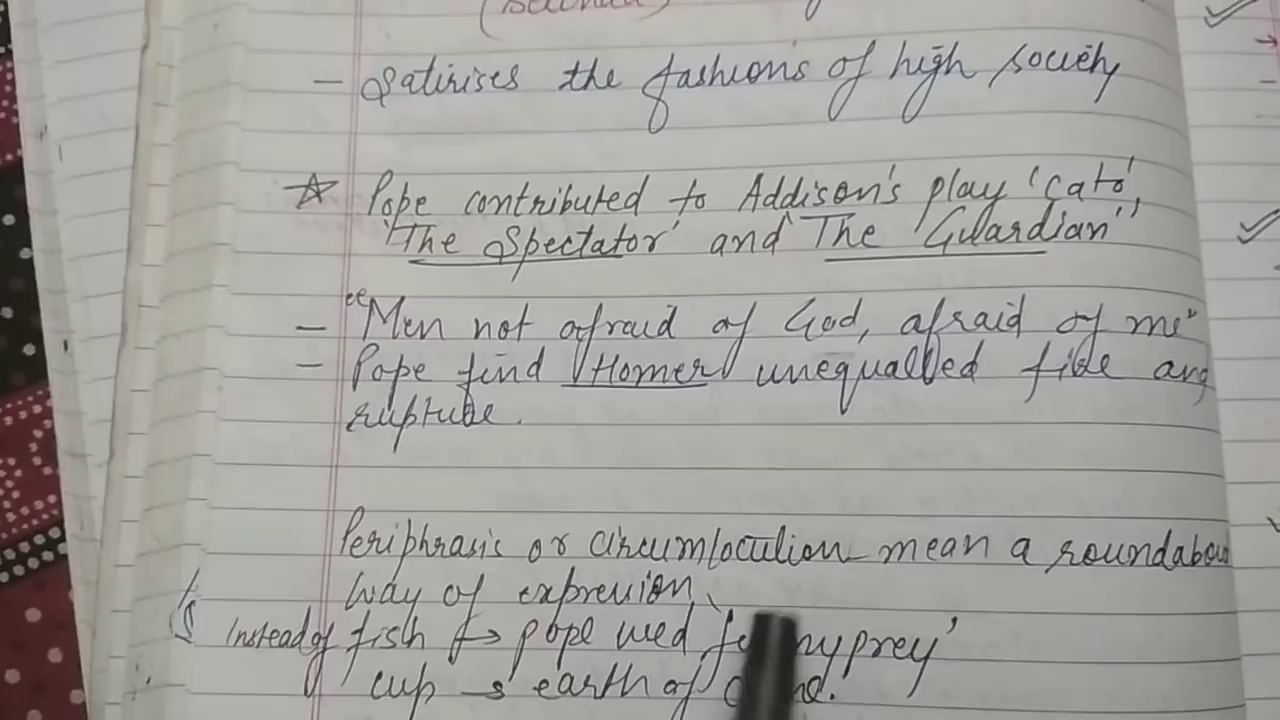 - Satirises the fashions of high society
☆ Pope contributed to Addison's play 'Cato',
'The Spectator' and 'The Guardian'
- "Men not afraid of God, afraid of me"
- Pope find Homer unequalled fire and
rupture.
Periphrasis or circumlocution mean a roundabout
way of expression.
Instead of fish → pope used prey'
cup → earth of